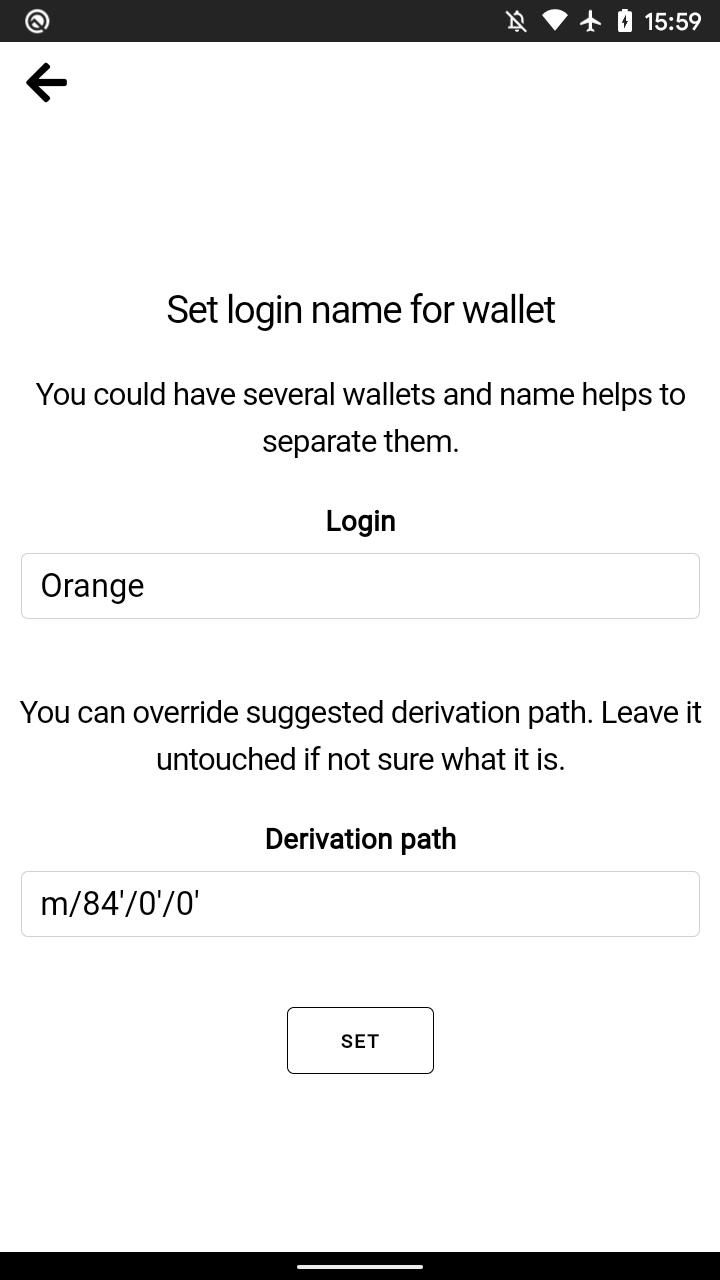 15:59
Set login name for wallet
You could have several wallets and name helps to
separate them.
Login
Orange
You can override suggested derivation path. Leave it
untouched if not sure what it is.
Derivation path
m/84'/0'/0'
SET